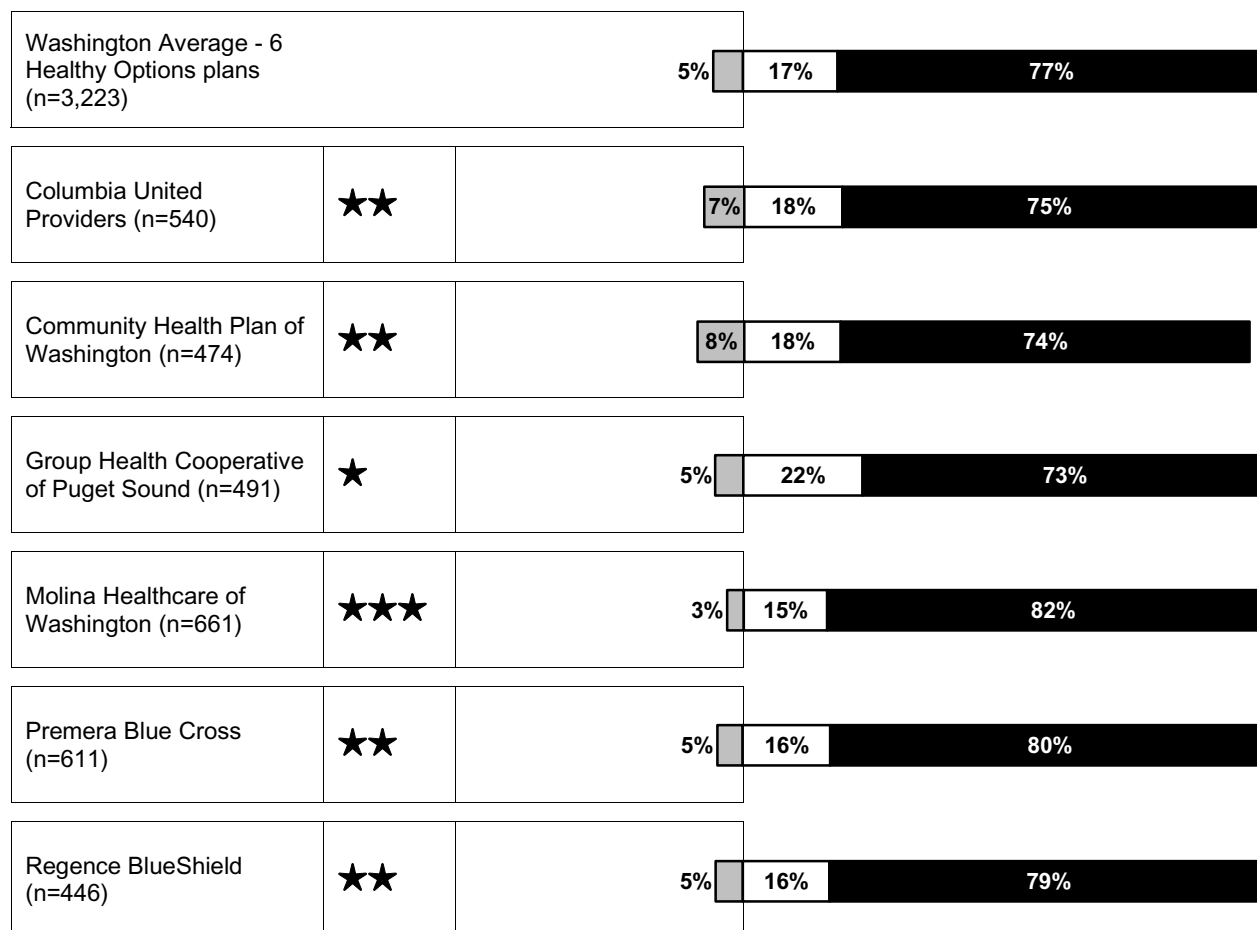 Washington Average - 6
Healthy Options plans
(n=3,223)
5% 17% 77%
Columbia United
Providers (n=540)
★★
7% 18% 75%
Community Health Plan of
Washington (n=474)
★★
8% 18% 74%
Group Health Cooperative
of Puget Sound (n=491)
★
5% 22% 73%
Molina Healthcare of
Washington (n=661)
★★★
3% 15% 82%
Premera Blue Cross
(n=611)
★★
5% 16% 80%
Regence BlueShield
(n=446)
★★
5% 16% 79%